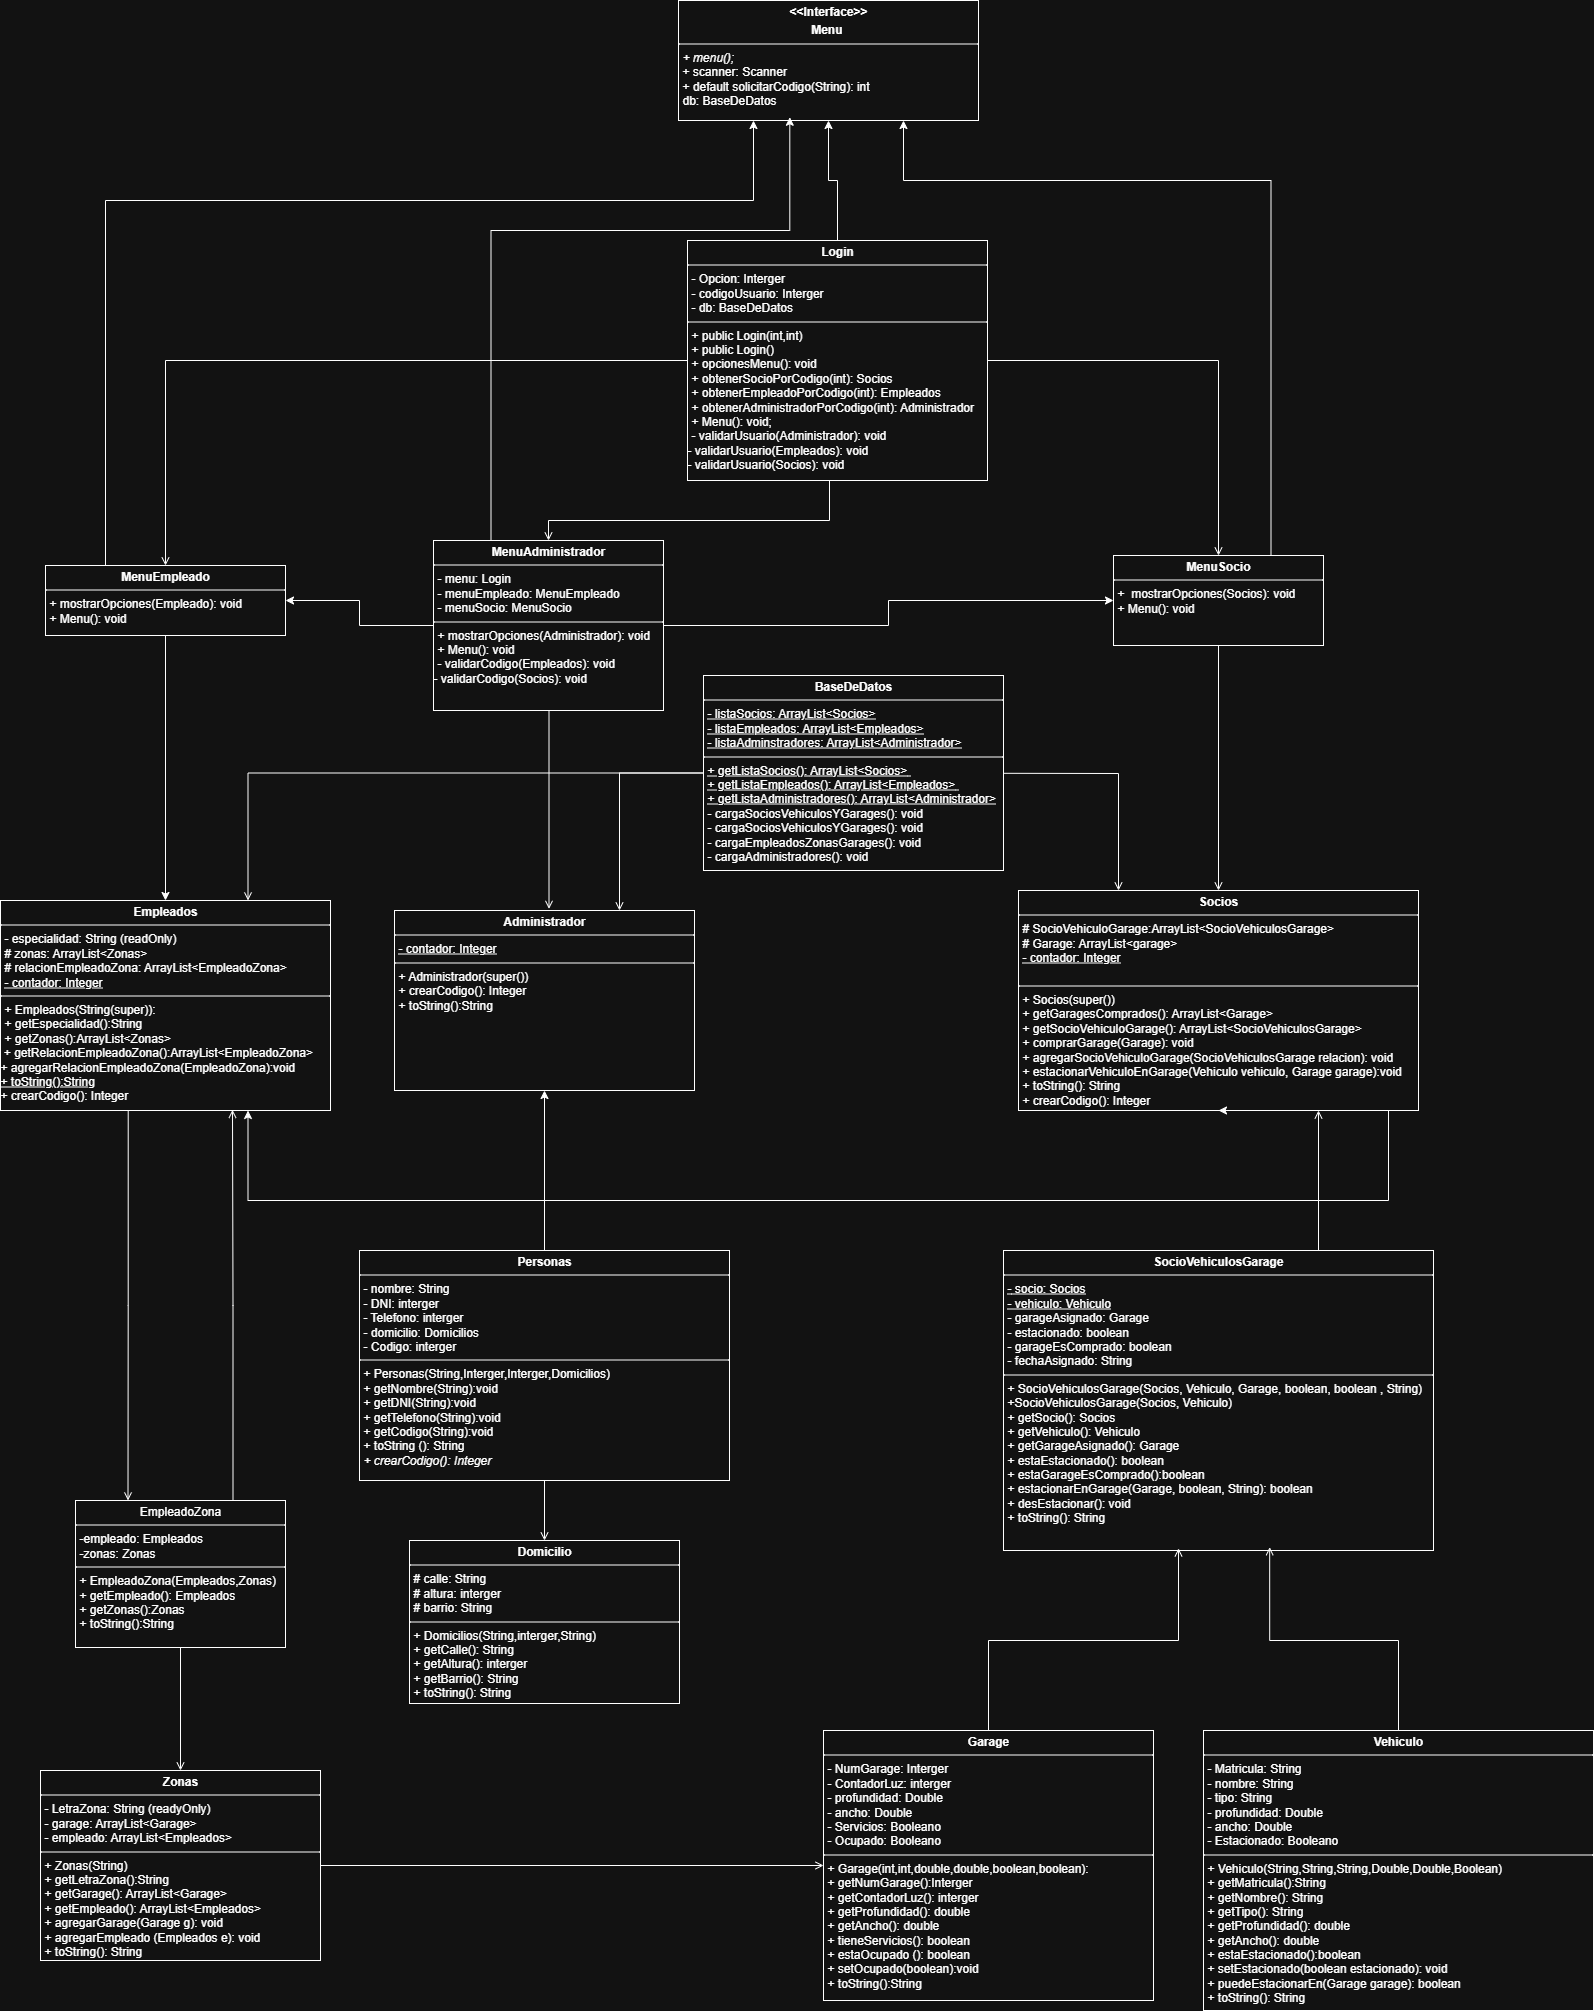 <<Interface>>
Menu
+ menu();
+ scanner: Scanner
+ default solicitarCodigo(String): int
db: BaseDeDatos
Login
- Opcion: Interger
- codigoUsuario: Interger
- db: BaseDeDatos
+ public Login(int,int)
+ public Login()
+ opcionesMenu(): void
+ obtenerSocioPorCodigo(int): Socios
+ obtenerEmpleadoPorCodigo(int): Empleados
+ obtenerAdministradorPorCodigo(int): Administrador
+ Menu(): void;
- validarUsuario(Administrador): void
- validarUsuario(Empleados): void
- validarUsuario(Socios): void
MenuEmpleado
+ mostrarOpciones(Empleado): void
+ Menu(): void
MenuAdministrador
- menu: Login
- menuEmpleado: MenuEmpleado
- menuSocio: MenuSocio
+ mostrarOpciones(Administrador): void
+ Menu(): void
- validarCodigo(Empleados): void
- validarCodigo(Socios): void
MenuSocio
+ mostrarOpciones(Socios): void
+ Menu(): void
BaseDeDatos
- listaSocios: ArrayList<Socios>
- listaEmpleados: ArrayList<Empleados>
- listaAdminstradores: ArrayList<Administrador>
+ getListaSocios(): ArrayList<Socios>
+ getListaEmpleados(): ArrayList<Empleados>
+ getListaAdministradores(): ArrayList<Administrador>
- cargaSociosVehiculosYGarages(): void
- cargaSociosVehiculosYGarages(): void
- cargaEmpleadosZonasGarages(): void
- cargaAdministradores(): void
Empleados
- especialidad: String (readOnly)
# zonas: ArrayList<Zonas>
# relacionEmpleadoZona: ArrayList<EmpleadoZona>
- contador: Integer
+ Empleados(String(super)):
+ getEspecialidad():String
+ getZonas():ArrayList<Zonas>
+ getRelacionEmpleadoZona():ArrayList<EmpleadoZona>
+ agregarRelacionEmpleadoZona(EmpleadoZona):void
+ toString():String
+ crearCodigo(): Integer
Administrador
- contador: Integer
+ Administrador(super())
+ crearCodigo(): Integer
+ toString():String
Socios
# SocioVehiculoGarage:ArrayList<SocioVehiculosGarage>
# Garage: ArrayList<garage>
- contador: Integer
+ Socios(super())
+ getGaragesComprados(): ArrayList<Garage>
+ getSocioVehiculoGarage(): ArrayList<SocioVehiculosGarage>
+ comprarGarage(Garage): void
+ agregarSocioVehiculoGarage(SocioVehiculosGarage relacion): void
+ estacionarVehiculoEnGarage(Vehiculo vehiculo, Garage garage):void
+ toString(): String
+ crearCodigo(): Integer
Personas
- nombre: String
- DNI: interger
- Telefono: interger
- domicilio: Domicilios
- Codigo: interger
+ Personas(String,Interger,Interger,Domicilios)
+ getNombre(String):void
+ getDNI(String):void
+ getTelefono(String):void
+ getCodigo(String):void
+ toString (): String
+ crearCodigo(): Integer
SocioVehiculosGarage
- socio: Socios
- vehiculo: Vehiculo
- garageAsignado: Garage
- estacionado: boolean
- garageEsComprado: boolean
- fechaAsignado: String
+ SocioVehiculosGarage(Socios, Vehiculo, Garage, boolean, boolean , String)
+SocioVehiculosGarage(Socios, Vehiculo)
+ getSocio(): Socios
+ getVehiculo(): Vehiculo
+ getGarageAsignado(): Garage
+ estaEstacionado(): boolean
+ estaGarageEsComprado():boolean
+ estacionarEnGarage(Garage, boolean, String): boolean
+ desEstacionar(): void
+ toString(): String
EmpleadoZona
-empleado: Empleados
-zonas: Zonas
+ EmpleadoZona(Empleados,Zonas)
+ getEmpleado(): Empleados
+ getZonas():Zonas
+ toString():String
Domicilio
# calle: String
# altura: interger
# barrio: String
+ Domicilios(String,interger,String)
+ getCalle(): String
+ getAltura(): interger
+ getBarrio(): String
+ toString(): String
Zonas
- LetraZona: String (readyOnly)
- garage: ArrayList<Garage>
- empleado: ArrayList<Empleados>
+ Zonas(String)
+ getLetraZona():String
+ getGarage(): ArrayList<Garage>
+ getEmpleado(): ArrayList<Empleados>
+ agregarGarage(Garage g): void
+ agregarEmpleado (Empleados e): void
+ toString(): String
Garage
- NumGarage: Interger
- ContadorLuz: interger
- profundidad: Double
- ancho: Double
- Servicios: Booleano
- Ocupado: Booleano
+ Garage(int,int,double,double,boolean,boolean):
+ getNumGarage():Interger
+ getContadorLuz(): interger
+ getProfundidad(): double
+ getAncho(): double
+ tieneServicios(): boolean
+ estaOcupado (): boolean
+ setOcupado(boolean):void
+ toString():String
Vehiculo
- Matricula: String
- nombre: String
- tipo: String
- profundidad: Double
- ancho: Double
- Estacionado: Booleano
+ Vehiculo(String,String,String,Double,Double,Boolean)
+ getMatricula():String
+ getNombre(): String
+ getTipo(): String
+ getProfundidad(): double
+ getAncho(): double
+ estaEstacionado():boolean
+ setEstacionado(boolean estacionado): void
+ puedeEstacionarEn(Garage garage): boolean
+ toString(): String